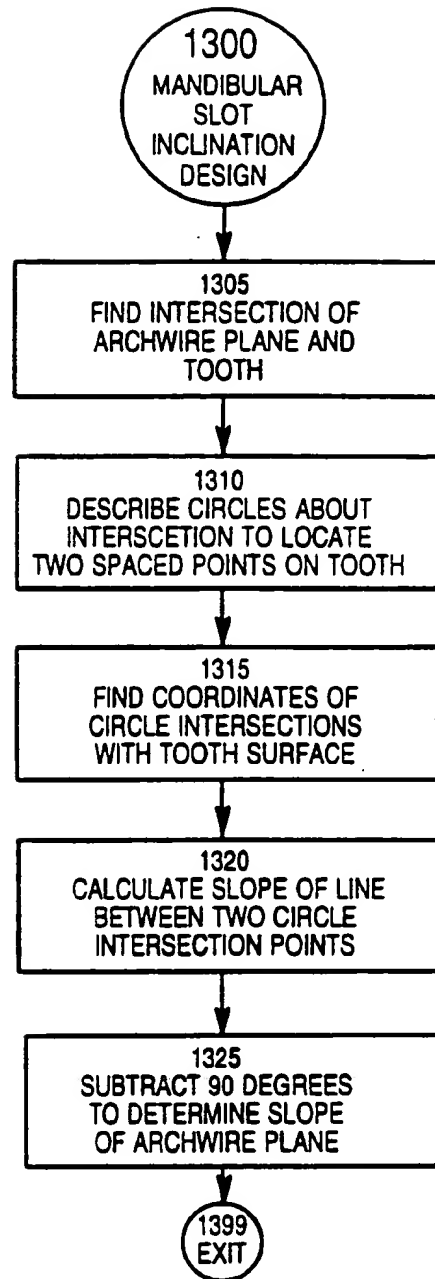 1300
MANDIBULAR
SLOT
INCLINATION
DESIGN
1305
FIND INTERSECTION OF
ARCHWIRE PLANE AND
TOOTH
1310
DESCRIBE CIRCLES ABOUT
INTERSCETION TO LOCATE
TWO SPACED POINTS ON TOOTH
1315
FIND COORDINATES OF
CIRCLE INTERSECTIONS
WITH TOOTH SURFACE
1320
CALCULATE SLOPE OF LINE
BETWEEN TWO CIRCLE
INTERSECTION POINTS
1325
SUBTRACT 90 DEGREES
TO DETERMINE SLOPE
OF ARCHWIRE PLANE
1399
EXIT